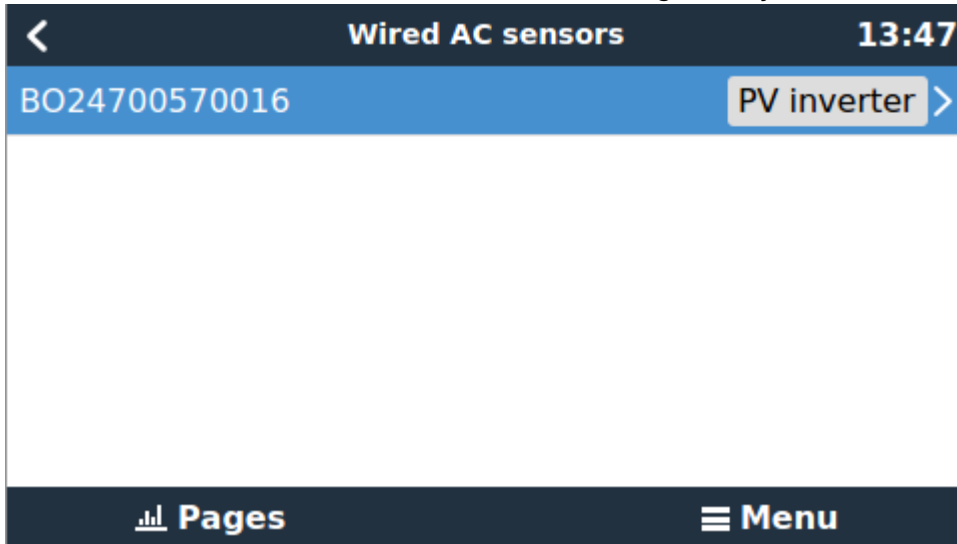 Wired AC sensors 13:47
BO24700570016 PV inverter
Pages Menu